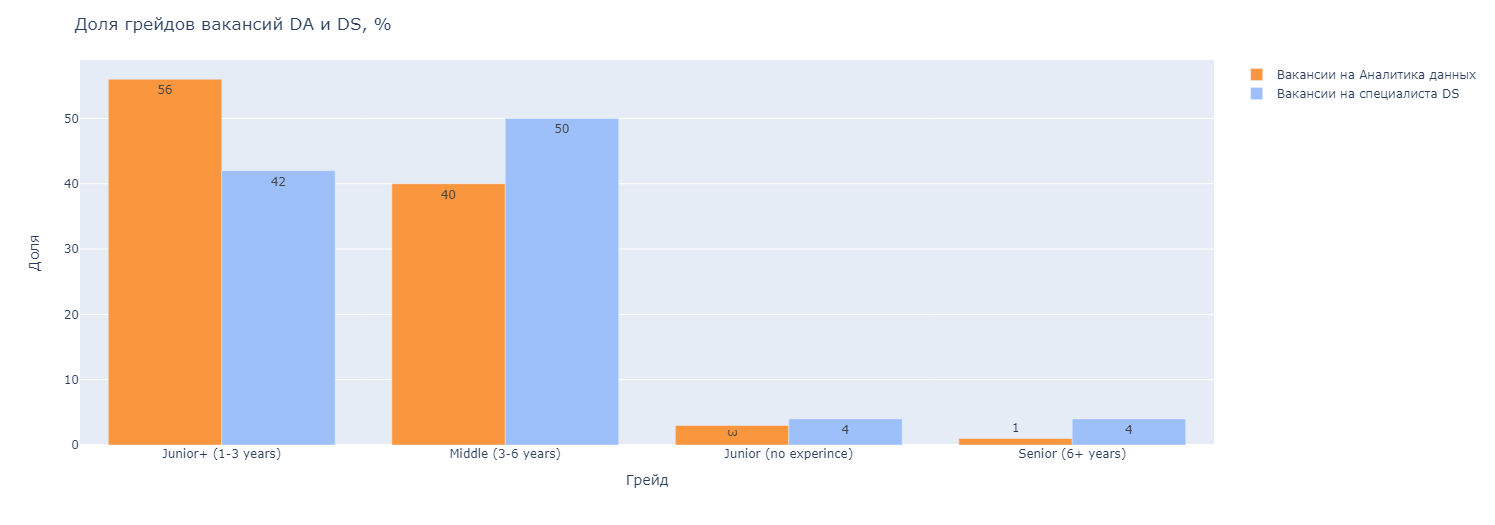 Доля грейдов вакансий DA и DS, %
Вакансии на Аналитика данных
Вакансии на специалиста DS
Доля
50
40
30
20
10
0
56
42
40
50
3
4
1
4
Junior+ (1-3 years)
Middle (3-6 years)
Junior (no experince)
Senior (6+ years)
Грейд